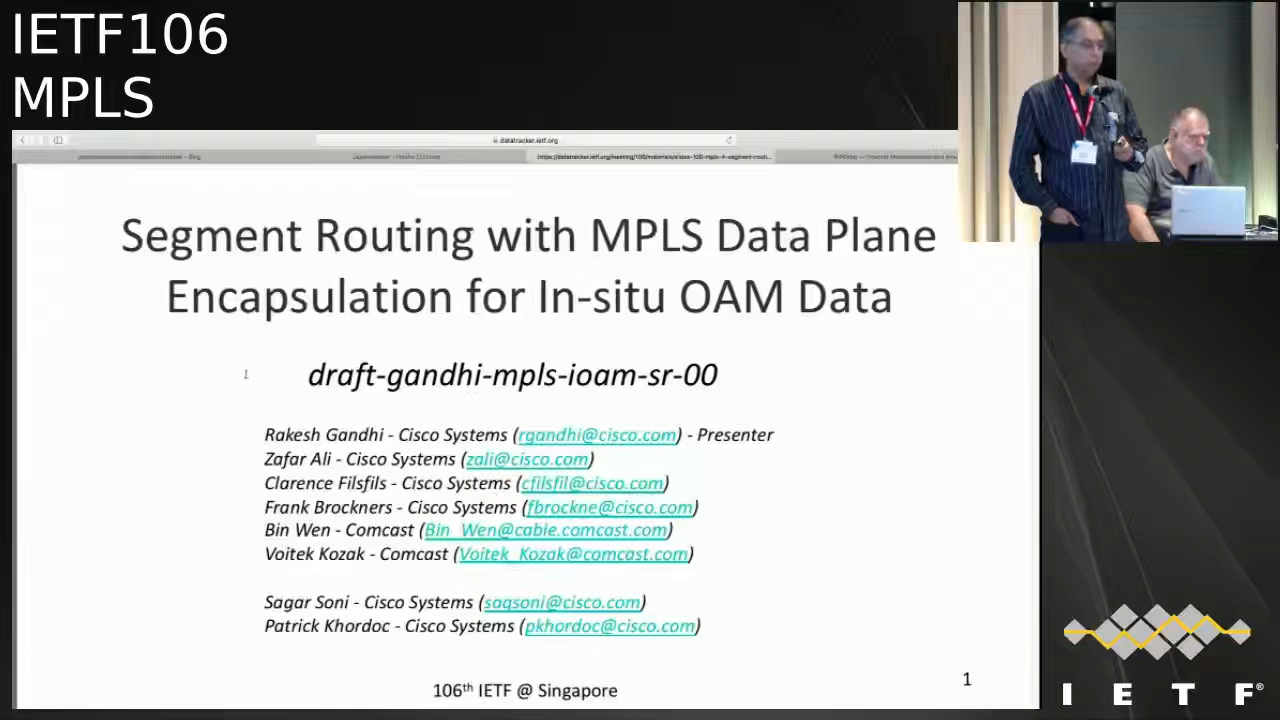 IETF106
MPLS
datatracker.ietf.org
Segment Routing with MPLS Data Plane
Encapsulation for In-situ OAM Data
draft-gandhi-mpls-ioam-sr-00
Rakesh Gandhi - Cisco Systems (rgandhi@cisco.com) - Presenter
Zafar Ali - Cisco Systems (zali@cisco.com)
Clarence Filsfils - Cisco Systems (cfilsfil@cisco.com)
Frank Brockners - Cisco Systems (fbrockne@cisco.com)
Bin Wen - Comcast (Bin_Wen@cable.comcast.com)
Voitek Kozak - Comcast (Voitek_Kozak@comcast.com)
Sagar Soni - Cisco Systems (sagsoni@cisco.com)
Patrick Khordoc - Cisco Systems (pkhordoc@cisco.com)
106th IETF @ Singapore
1
I E T F®